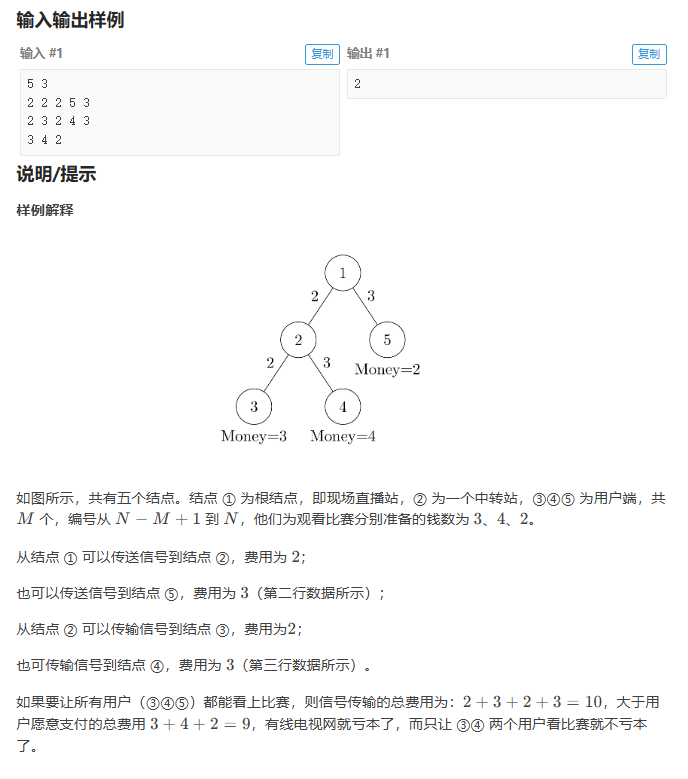 输入输出样例
输入 #1 复制 输出 #1 复制
5 3
2 2 2 5 3
2 3 2 4 3
3 4 2
2
说明/提示
样例解释
1
2 3
2 5
2 3 Money=2
3 4
Money=3 Money=4
如图所示，共有五个结点。结点 ① 为根结点，即现场直播站，② 为一个中转站，③④⑤ 为用户端，共
M 个，编号从 N − M + 1 到 N，他们为观看比赛分别准备的钱数为 3、4、2。
从结点 ① 可以传送信号到结点 ②，费用为 2；
也可以传送信号到结点 ⑤，费用为 3（第二行数据所示）；
从结点 ② 可以传输信号到结点 ③，费用为2；
也可传输信号到结点 ④，费用为 3（第三行数据所示）。
如果要让所有用户（③④⑤）都能看上比赛，则信号传输的总费用为：2 + 3 + 2 + 3 = 10，大于用
户愿意支付的总费用 3 + 4 + 2 = 9，有线电视网就亏本了，而只让 ③④ 两个用户看比赛就不亏本
了。